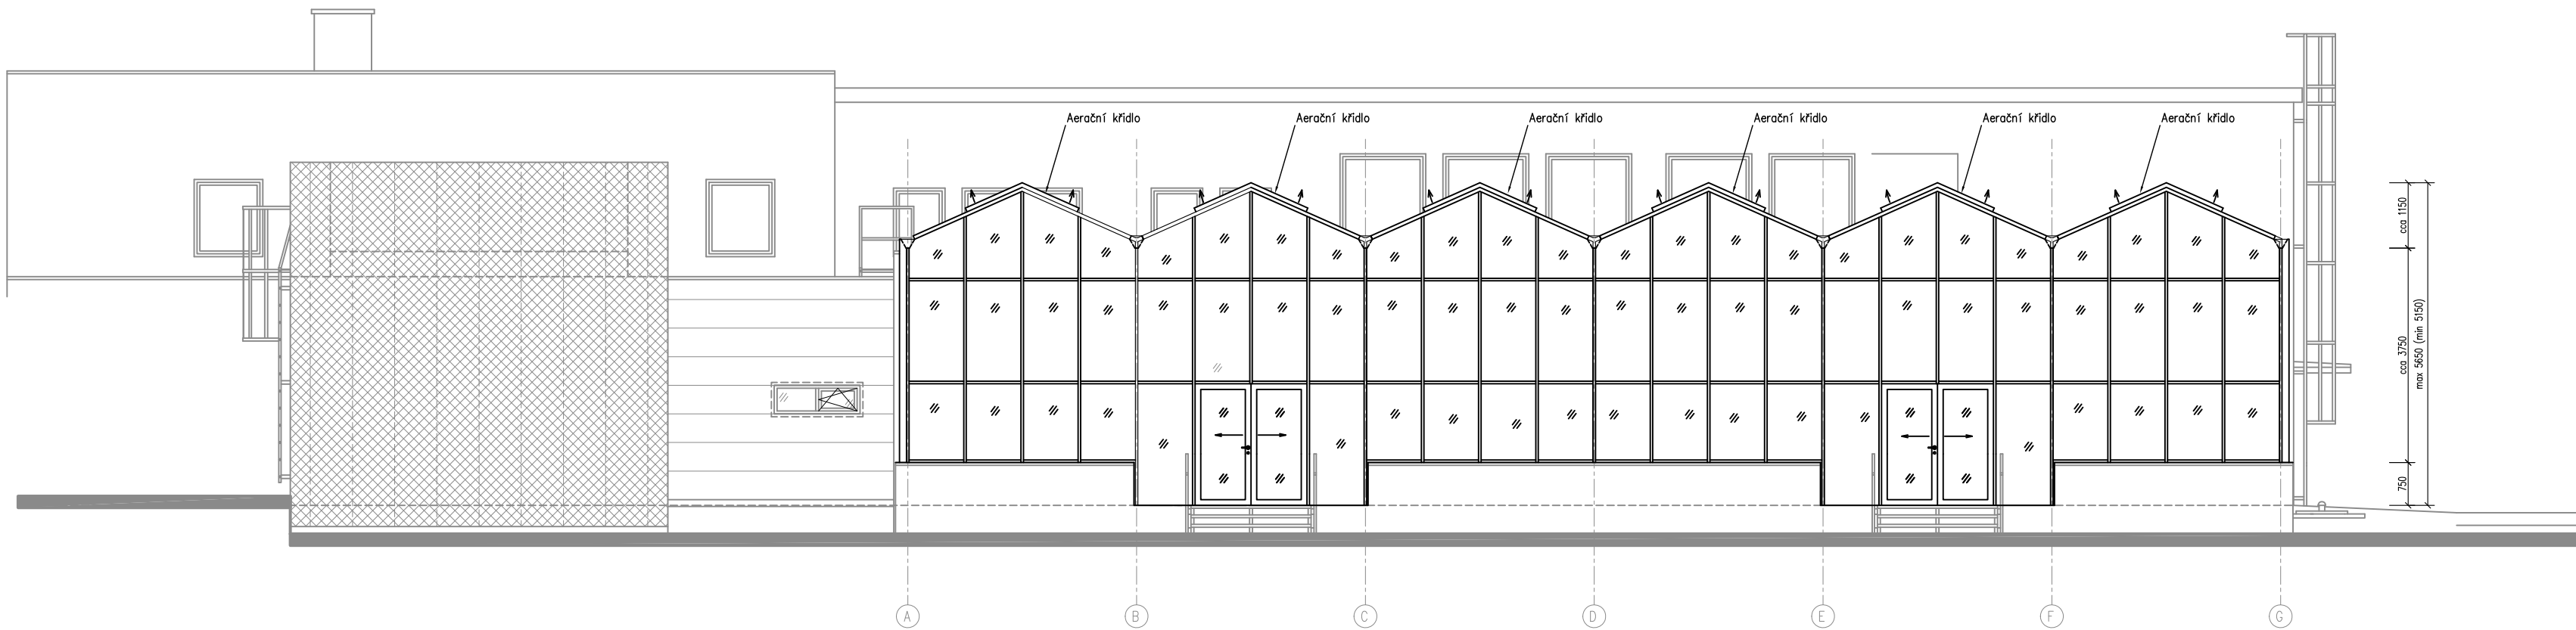 Aerační křídlo
Aerační křídlo
Aerační křídlo
Aerační křídlo
Aerační křídlo
Aerační křídlo
cca 1150
cca 3750
max 5650 (min 5150)
750
A
B
C
D
E
F
G